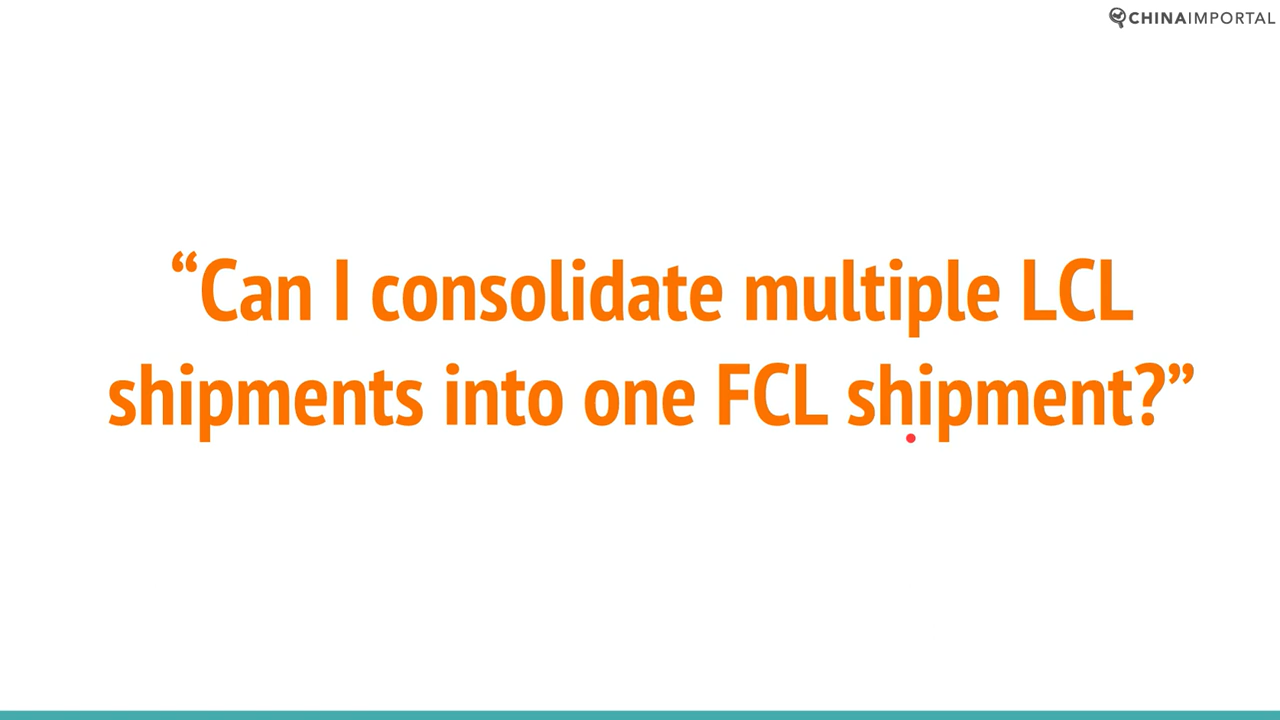 CHINAIMPORTAL
“Can I consolidate multiple LCL
shipments into one FCL shipment?”